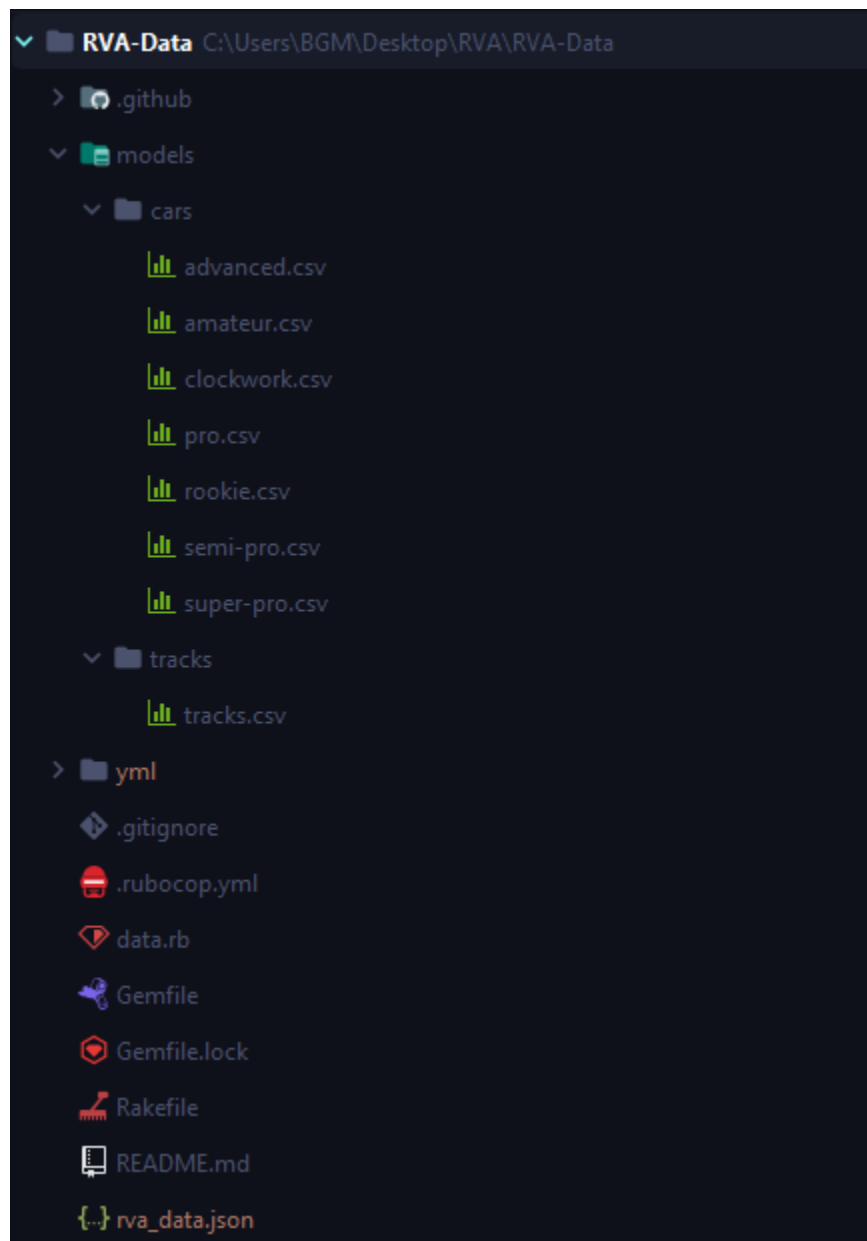 RVA-Data C:\Users\BGM\Desktop\RVA\RVA-Data
.github
models
cars
advanced.csv
amateur.csv
clockwork.csv
pro.csv
rookie.csv
semi-pro.csv
super-pro.csv
tracks
tracks.csv
yml
.gitignore
.rubocop.yml
data.rb
Gemfile
Gemfile.lock
Rakefile
README.md
rva_data.json